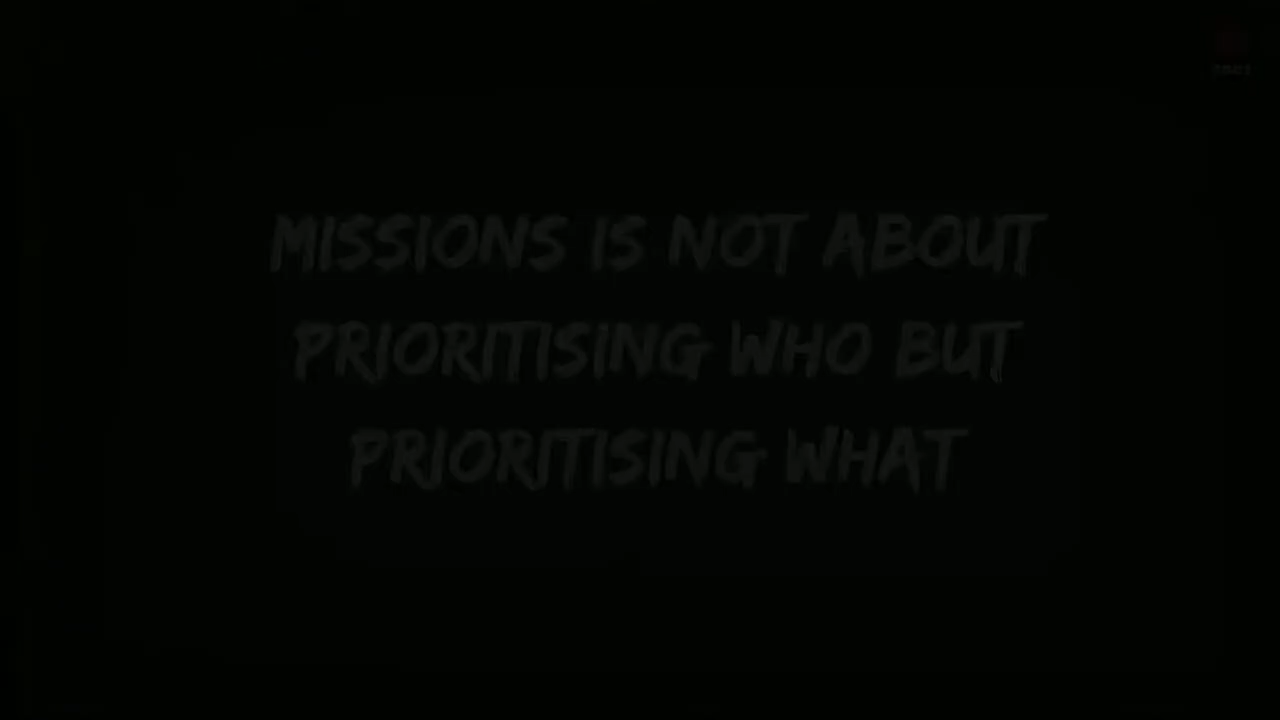 MISSIONS IS NOT ABOUT
PRIORITISING WHO BUT
PRIORITISING WHAT